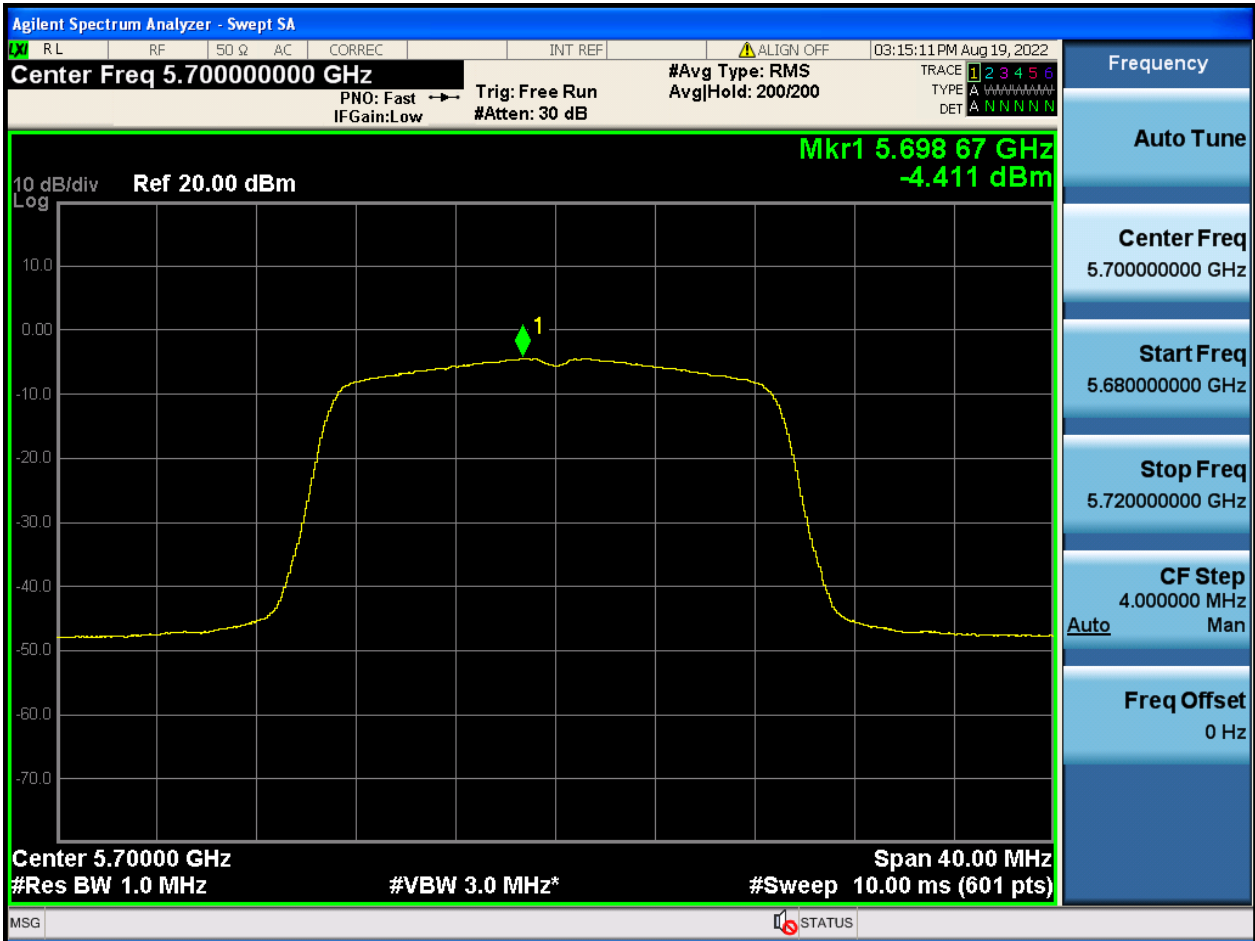 Agilent Spectrum Analyzer - Swept SA
LXI RL RF 50 Ω AC CORREC INT REF ALIGN OFF 03:15:11 PM Aug 19, 2022
Center Freq 5.700000000 GHz
PNO: Fast
IFGain:Low
Trig: Free Run
#Atten: 30 dB
#Avg Type: RMS
Avg|Hold: 200/200
TRACE 1 2 3 4 5 6
TYPE A WWWWWW
DET A N N N N N
Mkr1 5.698 67 GHz
-4.411 dBm
10 dB/div Ref 20.00 dBm
Log
10.0
0.00
-10.0
-20.0
-30.0
-40.0
-50.0
-60.0
-70.0
1
Center 5.70000 GHz Span 40.00 MHz
#Res BW 1.0 MHz #VBW 3.0 MHz* #Sweep 10.00 ms (601 pts)
MSG STATUS
Frequency
Auto Tune
Center Freq
5.700000000 GHz
Start Freq
5.680000000 GHz
Stop Freq
5.720000000 GHz
CF Step
4.000000 MHz
Auto Man
Freq Offset
0 Hz